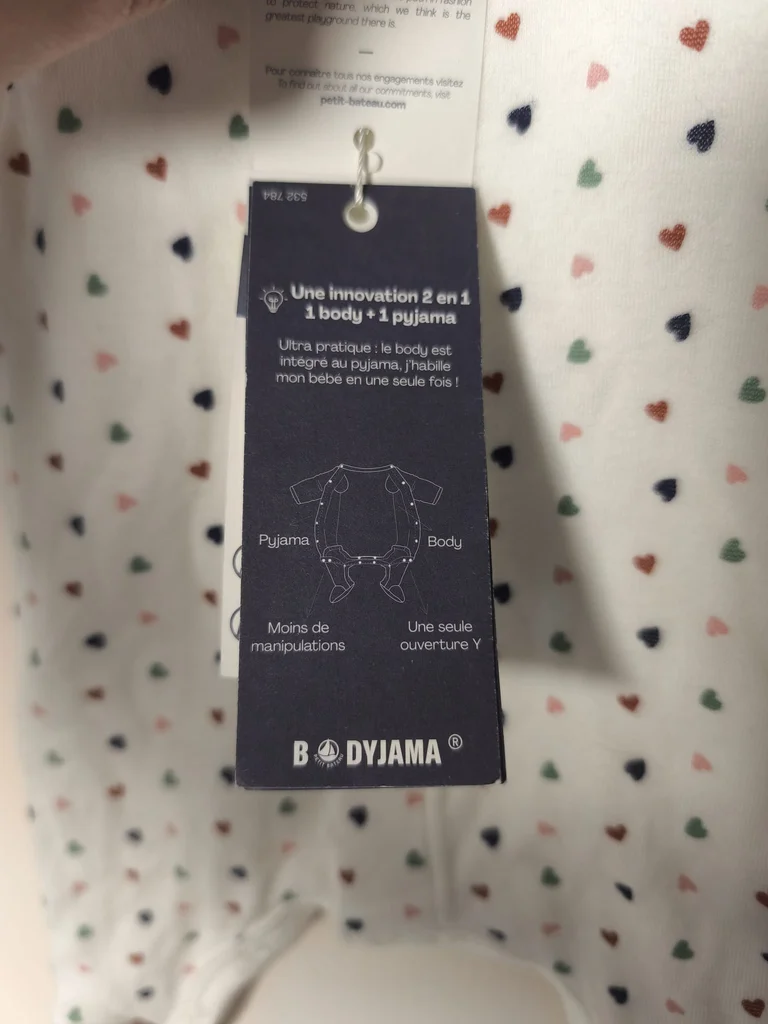 to protect nature, which we think is the
greatest playground there is.
Pour connaître tous nos engagements visitez
To find out about all our commitments, visit
petit-bateau.com
532 784
Une innovation 2 en 1
1 body + 1 pyjama
Ultra pratique : le body est
intégré au pyjama, j'habille
mon bébé en une seule fois !
Pyjama
Body
Moins de
manipulations
Une seule
ouverture Y
BODYJAMA ®
PETIT BATEAU